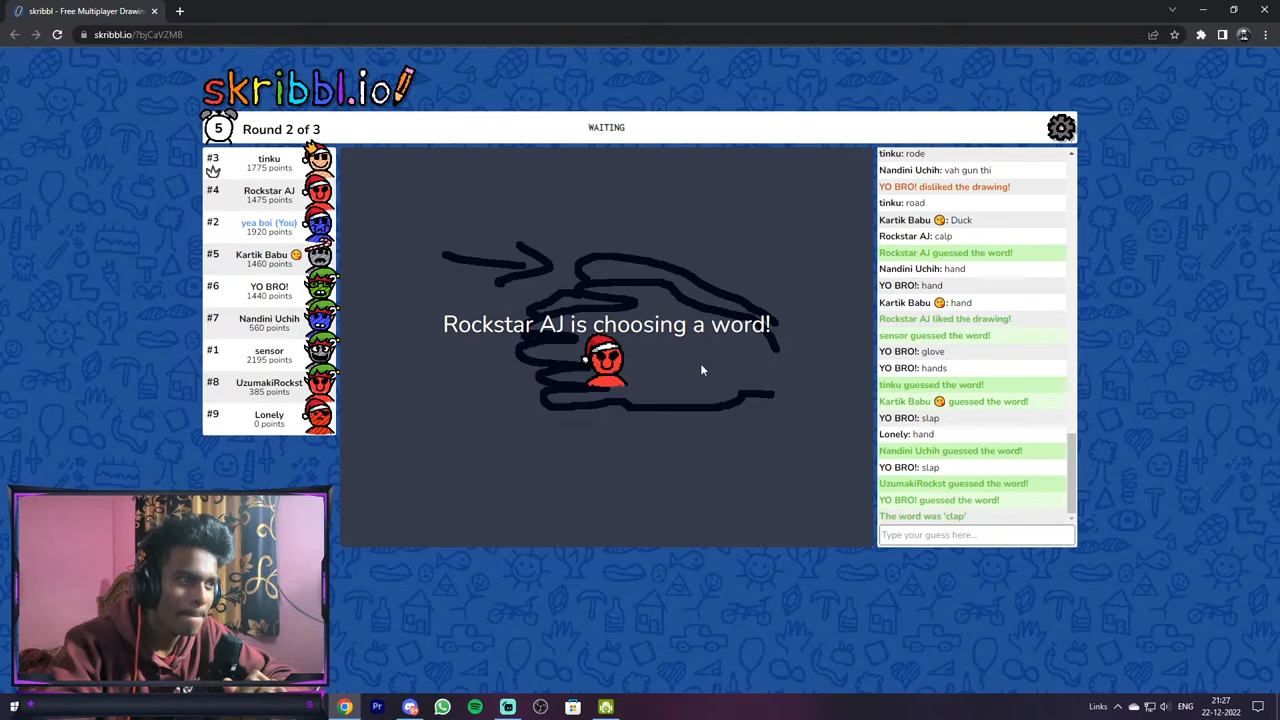 skribbl - Free Multiplayer Drawin
skribbl.io/?bjCaVZM8
skribbl.io
5
Round 2 of 3
WAITING
#3
tinku
1775 points
#4
Rockstar AJ
1475 points
#2
yea boi (You)
1920 points
#5
Kartik Babu 😘
1460 points
#6
YO BRO!
1440 points
#7
Nandini Uchih
560 points
#1
sensor
2195 points
#8
UzumakiRockst
385 points
#9
Lonely
0 points
Rockstar AJ is choosing a word!
tinku: rode
Nandini Uchih: vah gun thi
YO BRO! disliked the drawing!
tinku: road
Kartik Babu 😘: Duck
Rockstar AJ: calp
Rockstar AJ guessed the word!
Nandini Uchih: hand
YO BRO!: hand
Kartik Babu 😘: hand
Rockstar AJ liked the drawing!
sensor guessed the word!
YO BRO!: glove
YO BRO!: hands
tinku guessed the word!
Kartik Babu 😘 guessed the word!
YO BRO!: slap
Lonely: hand
Nandini Uchih guessed the word!
YO BRO!: slap
UzumakiRockst guessed the word!
YO BRO! guessed the word!
The word was 'clap'
Type your guess here...
Pr
Links
ENG
21:27
22-12-2022